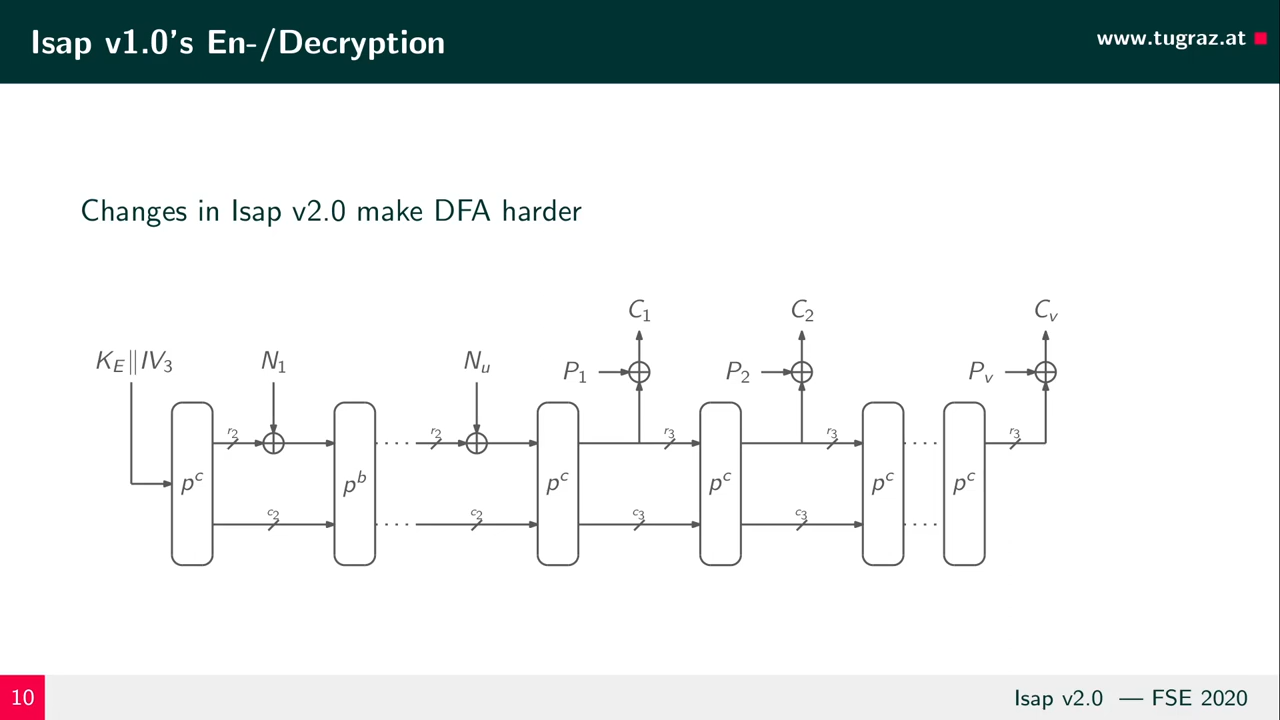 Isap v1.0's En-/Decryption
www.tugraz.at
Changes in Isap v2.0 make DFA harder
C₁ C₂ Cᵥ
K_E‖IV₃ N₁ Nᵤ P₁ P₂ Pᵥ
r₂ r₂ r₃ r₃ r₃
pᶜ pᵇ pᶜ pᶜ pᶜ pᶜ
c₂ c₂ c₃ c₃
10
Isap v2.0 — FSE 2020